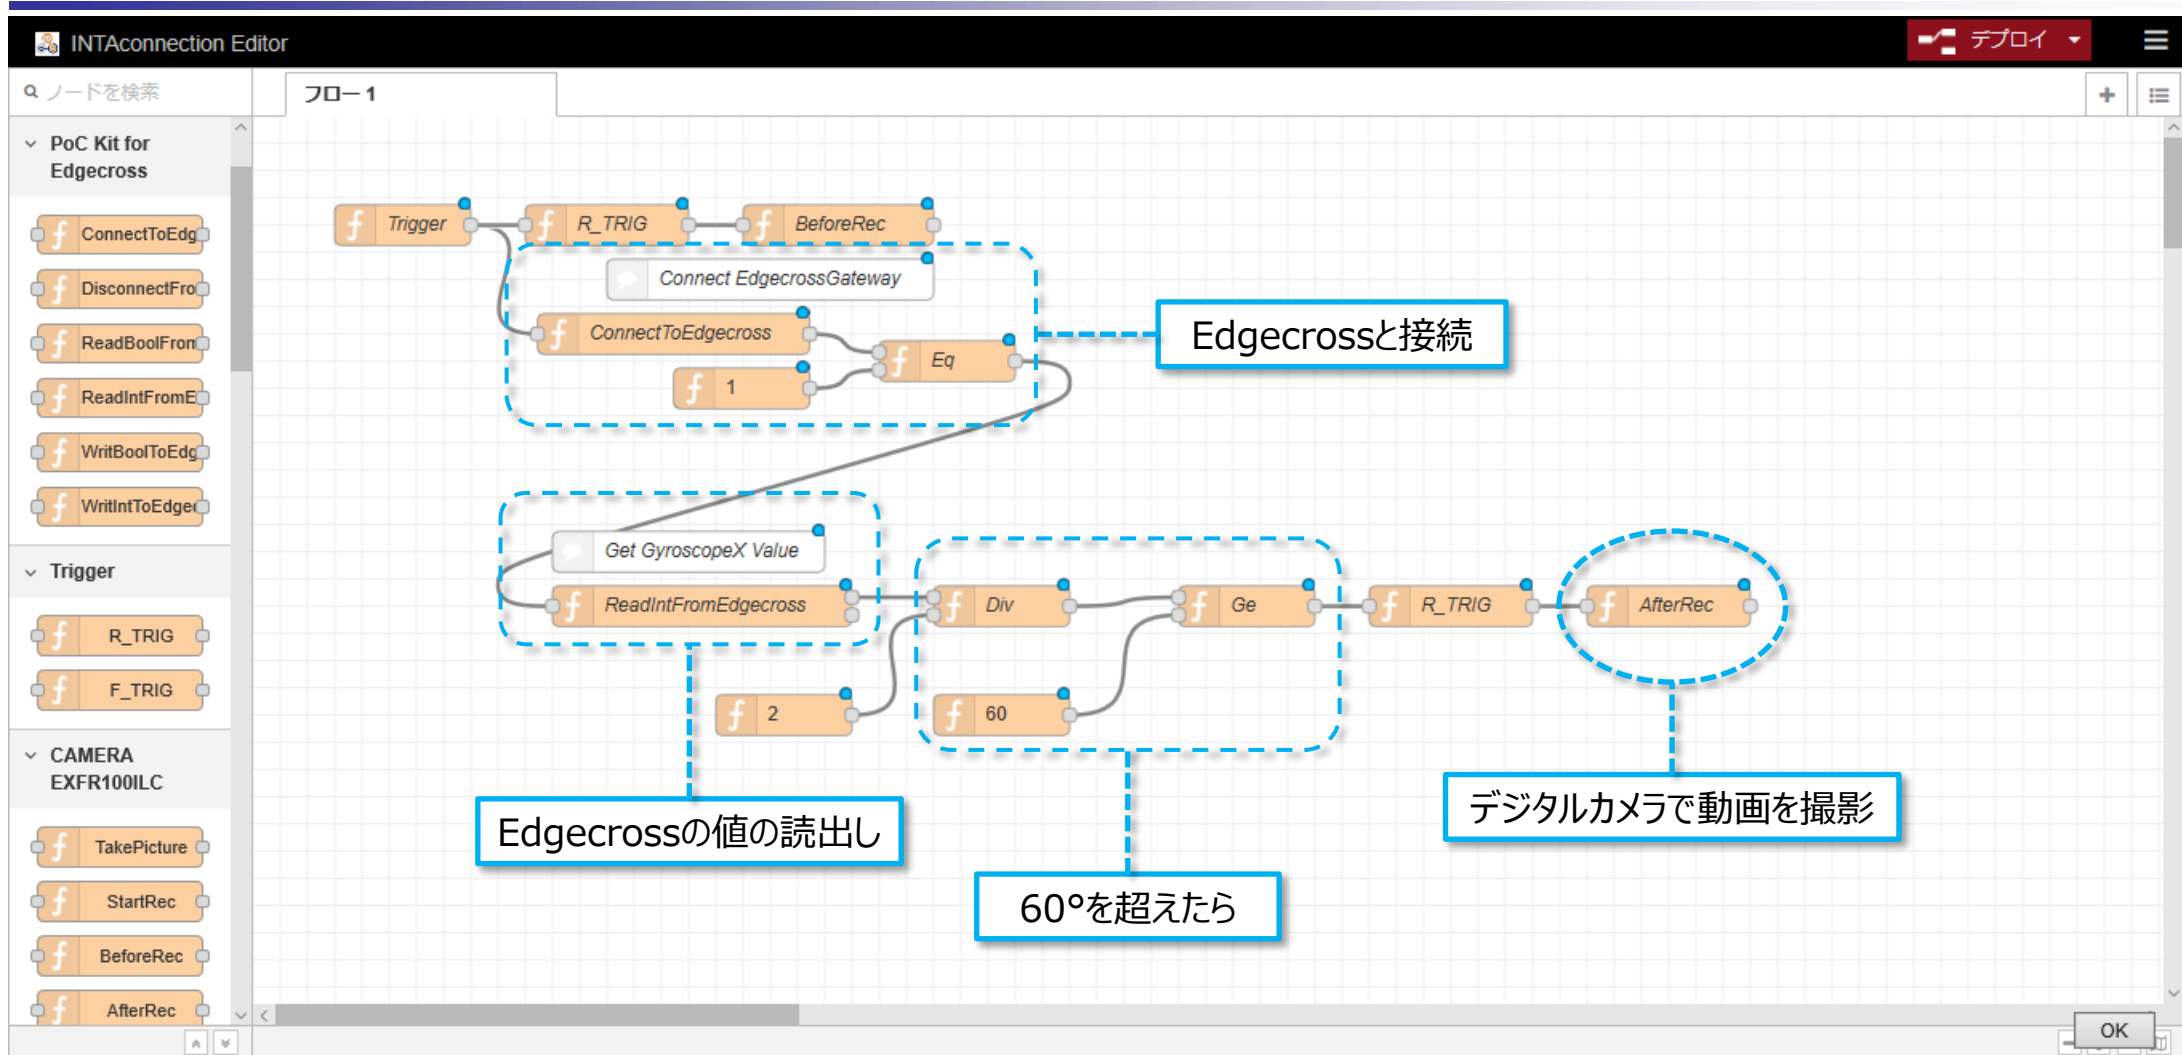 INTAconnection Editor
デプロイ
ノードを検索
フロー 1
PoC Kit for
Edgecross
ConnectToEdg
DisconnectFro
ReadBoolFrom
ReadIntFromE
WritBoolToEdg
WritIntToEdge
Trigger
R_TRIG
F_TRIG
CAMERA
EXFR100ILC
TakePicture
StartRec
BeforeRec
AfterRec
Trigger
R_TRIG
BeforeRec
Connect EdgecrossGateway
ConnectToEdgecross
1
Eq
Edgecrossと接続
Get GyroscopeX Value
ReadIntFromEdgecross
Div
Ge
R_TRIG
AfterRec
2
60
Edgecrossの値の読出し
60°を超えたら
デジタルカメラで動画を撮影
OK